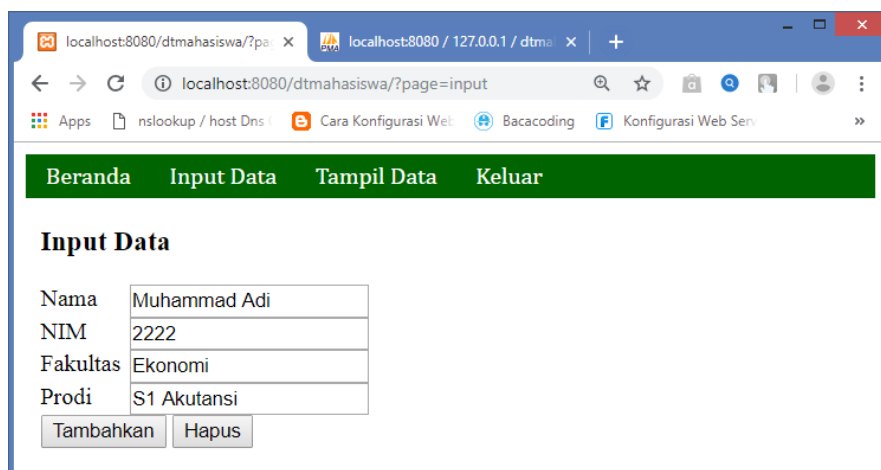 localhost:8080/dtmahasiswa/?pa
localhost:8080 / 127.0.0.1 / dtma
localhost:8080/dtmahasiswa/?page=input
Apps
nslookup / host Dns
Cara Konfigurasi Web
Bacacoding
Konfigurasi Web Serv
Beranda Input Data Tampil Data Keluar
Input Data
Nama Muhammad Adi
NIM 2222
Fakultas Ekonomi
Prodi S1 Akutansi
Tambahkan Hapus